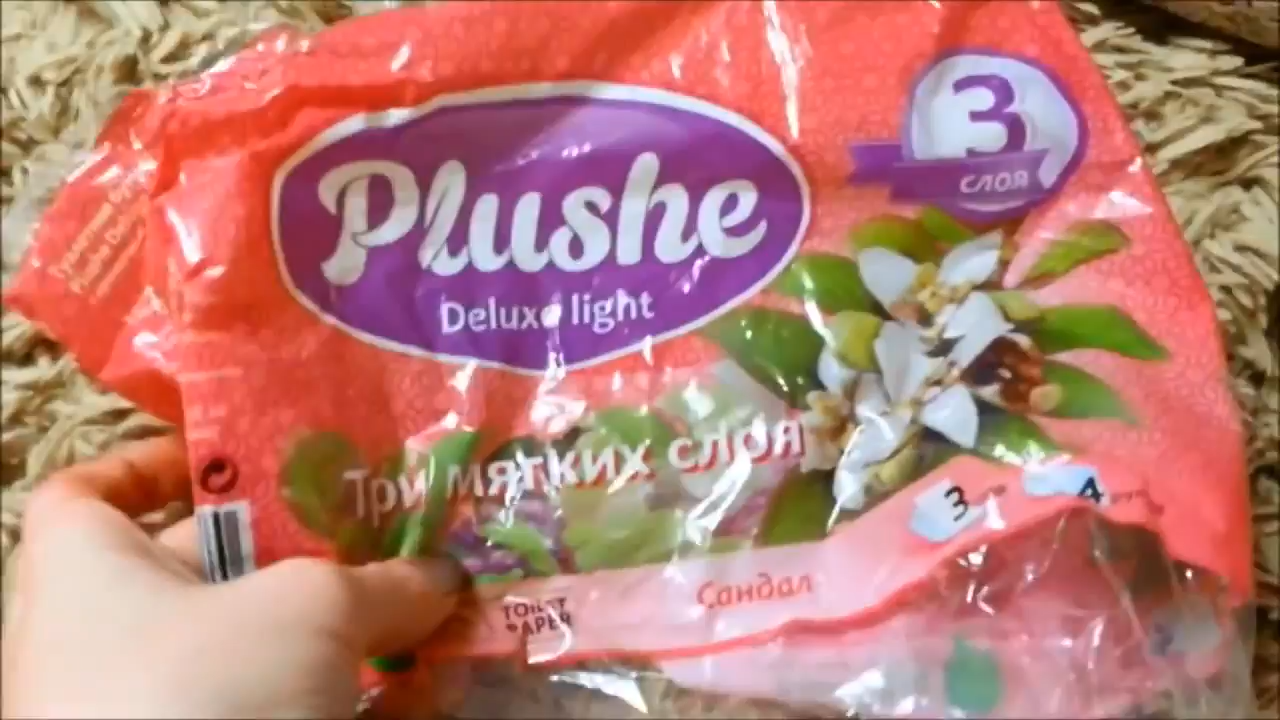 3
слоя
Plushe
Deluxe light
Три мягких слоя
3
4
Сандал
TOILET
PAPER